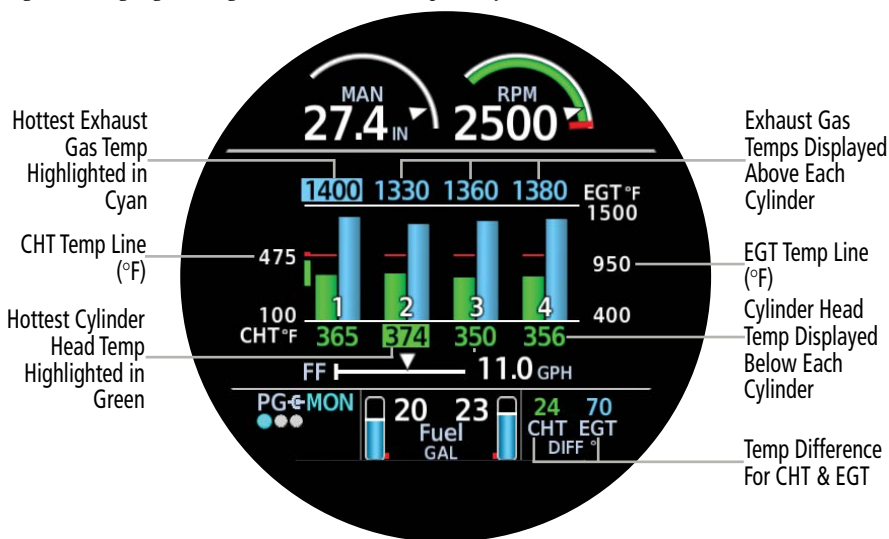 Hottest Exhaust
Gas Temp
Highlighted in
Cyan
CHT Temp Line
(°F)
Hottest Cylinder
Head Temp
Highlighted in
Green
MAN
27.4 IN
RPM
2500
1400 1330 1360 1380 EGT°F
1500
475
950
1 2 3 4
100
400
CHT°F 365 374 350 356
FF 11.0 GPH
PG MON
20 23
Fuel
GAL
24 70
CHT EGT
DIFF °
Exhaust Gas
Temps Displayed
Above Each
Cylinder
EGT Temp Line
(°F)
Cylinder Head
Temp Displayed
Below Each
Cylinder
Temp Difference
For CHT & EGT